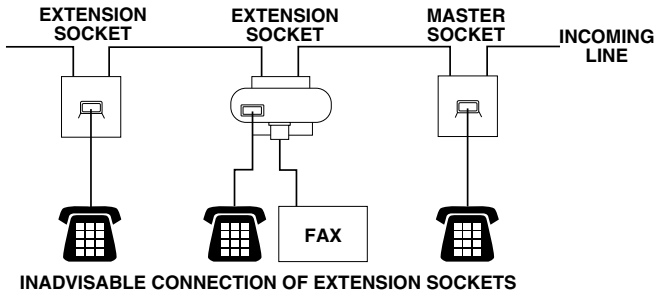 EXTENSION
SOCKET
EXTENSION
SOCKET
MASTER
SOCKET
INCOMING
LINE
FAX
INADVISABLE CONNECTION OF EXTENSION SOCKETS